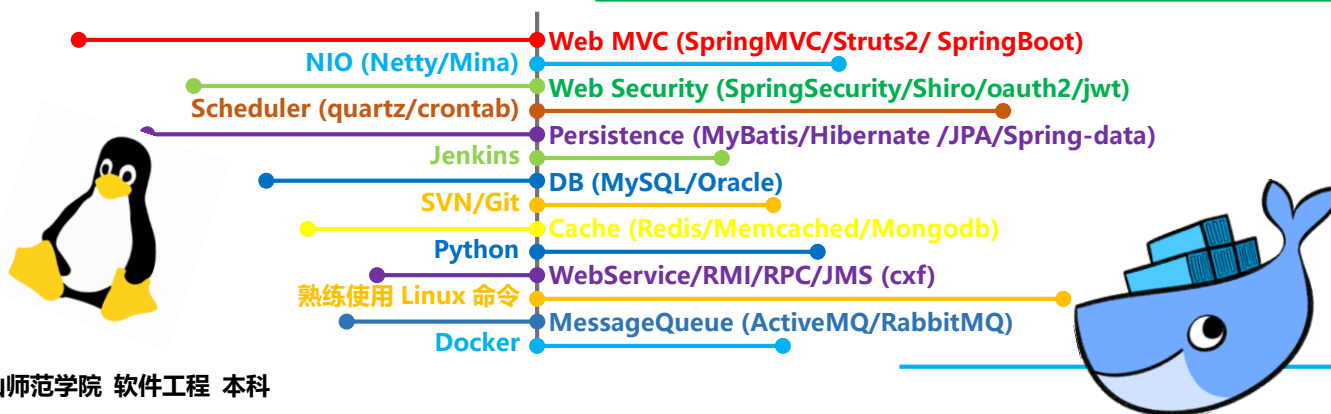 Web MVC (SpringMVC/Struts2/ SpringBoot)
NIO (Netty/Mina)
Web Security (SpringSecurity/Shiro/oauth2/jwt)
Scheduler (quartz/crontab)
Persistence (MyBatis/Hibernate /JPA/Spring-data)
Jenkins
DB (MySQL/Oracle)
SVN/Git
Cache (Redis/Memcached/Mongodb)
Python
WebService/RMI/RPC/JMS (cxf)
熟练使用 Linux 命令
MessageQueue (ActiveMQ/RabbitMQ)
Docker
师范学院 软件工程 本科